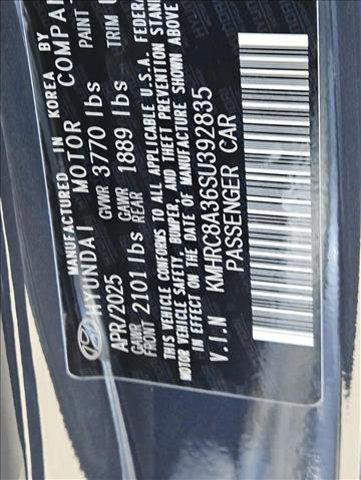 MANUFACTURED IN KOREA BY
HYUNDAI MOTOR COMPA
APR/2025 GVWR 3770 lbs PAINT
GAWR FRONT 2101 lbs GAWR REAR 1889 lbs TRIM
THIS VEHICLE CONFORMS TO ALL APPLICABLE U.S.A. FEDERA
MOTOR VEHICLE SAFETY, BUMPER, AND THEFT PREVENTION STAN
IN EFFECT ON THE DATE OF MANUFACTURE SHOWN ABOVE
V.I.N KMHRC8A36SU392835
PASSENGER CAR